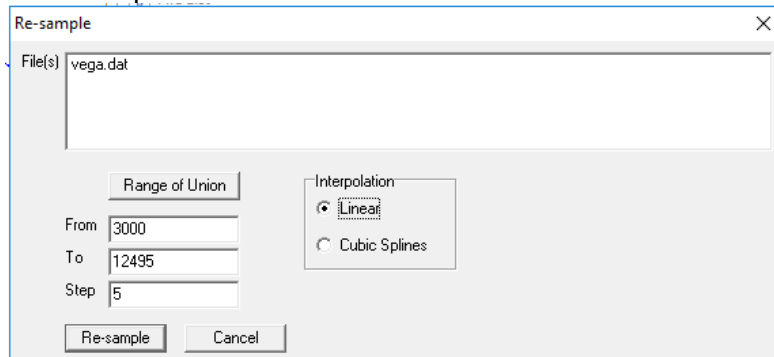 Re-sample
File(s) vega.dat
Range of Union
Interpolation
Linear
Cubic Splines
From 3000
To 12495
Step 5
Re-sample Cancel